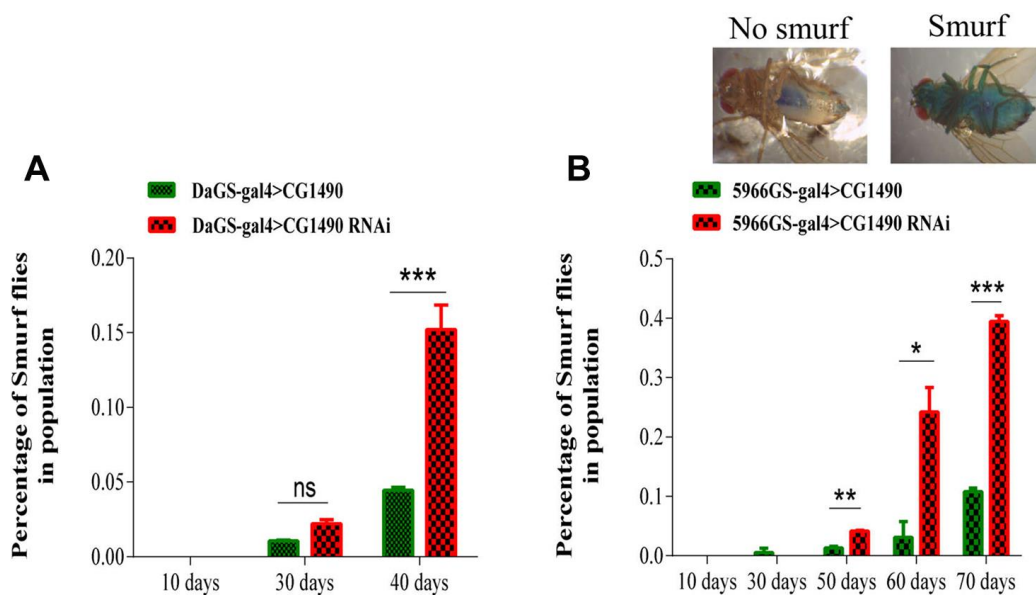 No smurf
Smurf
A
DaGS-gal4>CG1490
DaGS-gal4>CG1490 RNAi
Percentage of Smurf flies
in population
0.20
0.15
0.10
0.05
0.00
ns
***
10 days
30 days
40 days
B
5966GS-gal4>CG1490
5966GS-gal4>CG1490 RNAi
Percentage of Smurf flies
in population
0.5
0.4
0.3
0.2
0.1
0.0
**
*
***
10 days
30 days
50 days
60 days
70 days